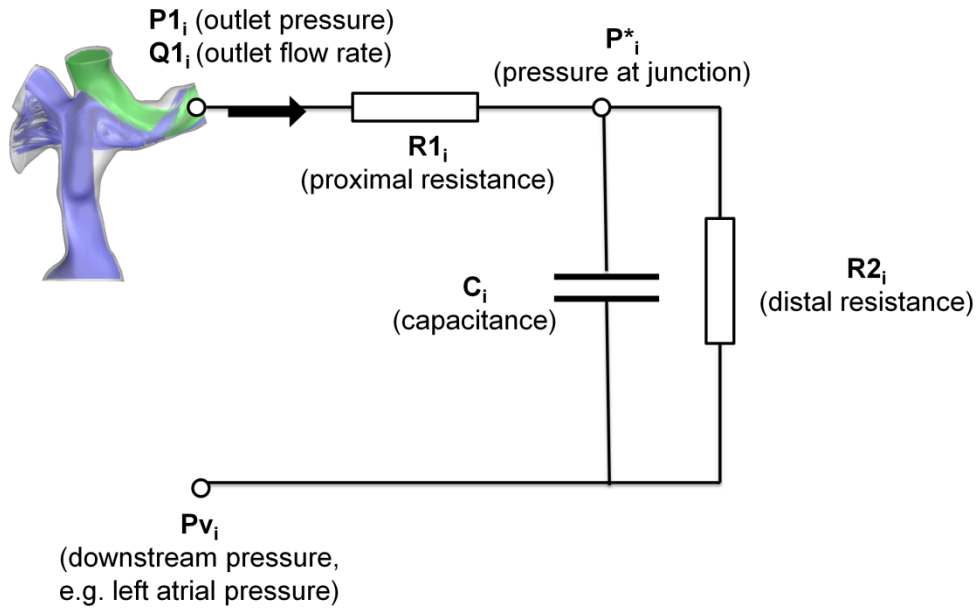 P1i (outlet pressure)
Q1i (outlet flow rate)
P*i
(pressure at junction)
R1i
(proximal resistance)
Ci
(capacitance)
R2i
(distal resistance)
Pvi
(downstream pressure,
e.g. left atrial pressure)